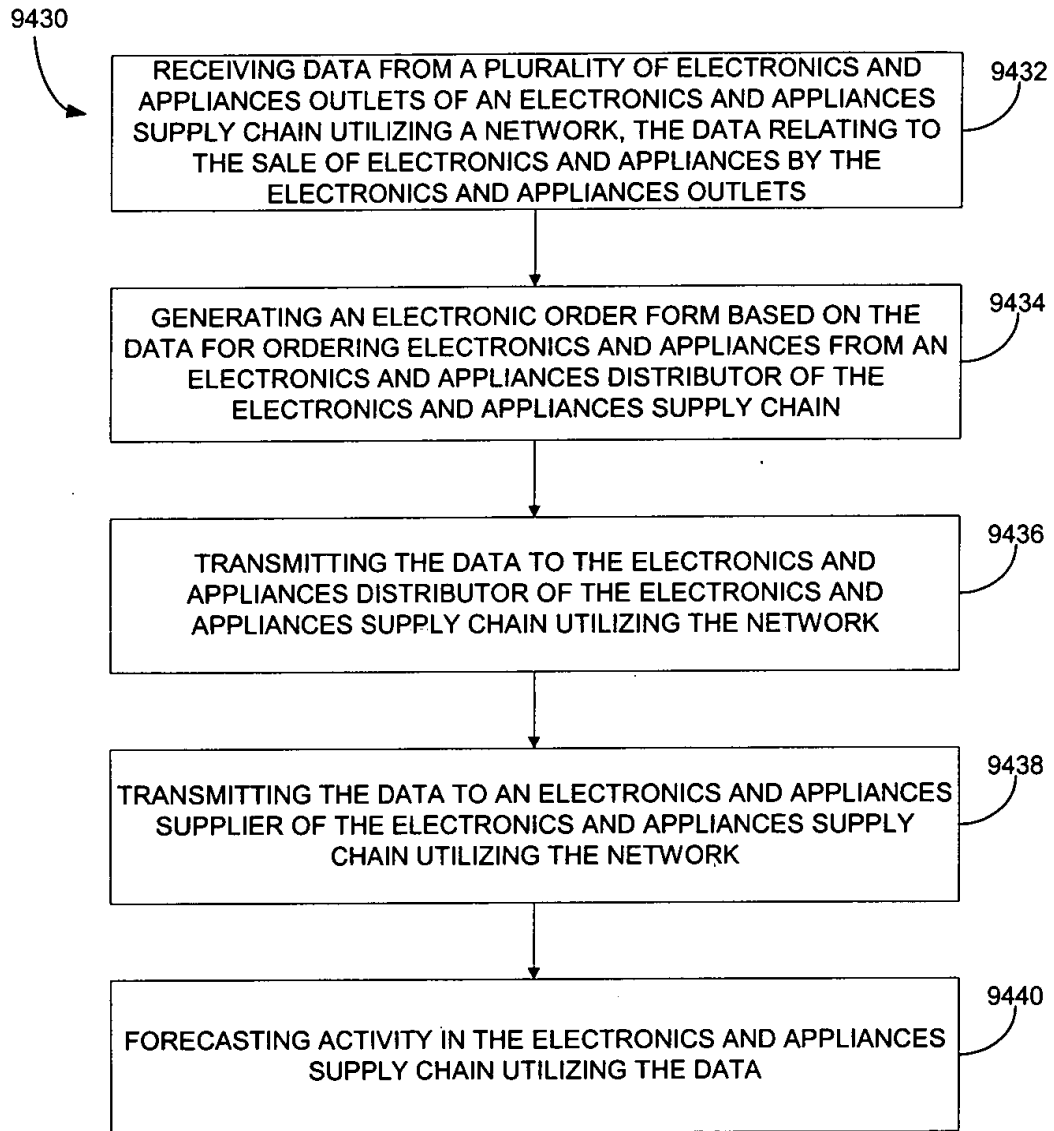 9430
RECEIVING DATA FROM A PLURALITY OF ELECTRONICS AND
APPLIANCES OUTLETS OF AN ELECTRONICS AND APPLIANCES
SUPPLY CHAIN UTILIZING A NETWORK, THE DATA RELATING TO
THE SALE OF ELECTRONICS AND APPLIANCES BY THE
ELECTRONICS AND APPLIANCES OUTLETS
9432
GENERATING AN ELECTRONIC ORDER FORM BASED ON THE
DATA FOR ORDERING ELECTRONICS AND APPLIANCES FROM AN
ELECTRONICS AND APPLIANCES DISTRIBUTOR OF THE
ELECTRONICS AND APPLIANCES SUPPLY CHAIN
9434
TRANSMITTING THE DATA TO THE ELECTRONICS AND
APPLIANCES DISTRIBUTOR OF THE ELECTRONICS AND
APPLIANCES SUPPLY CHAIN UTILIZING THE NETWORK
9436
TRANSMITTING THE DATA TO AN ELECTRONICS AND APPLIANCES
SUPPLIER OF THE ELECTRONICS AND APPLIANCES SUPPLY
CHAIN UTILIZING THE NETWORK
9438
FORECASTING ACTIVITY IN THE ELECTRONICS AND APPLIANCES
SUPPLY CHAIN UTILIZING THE DATA
9440